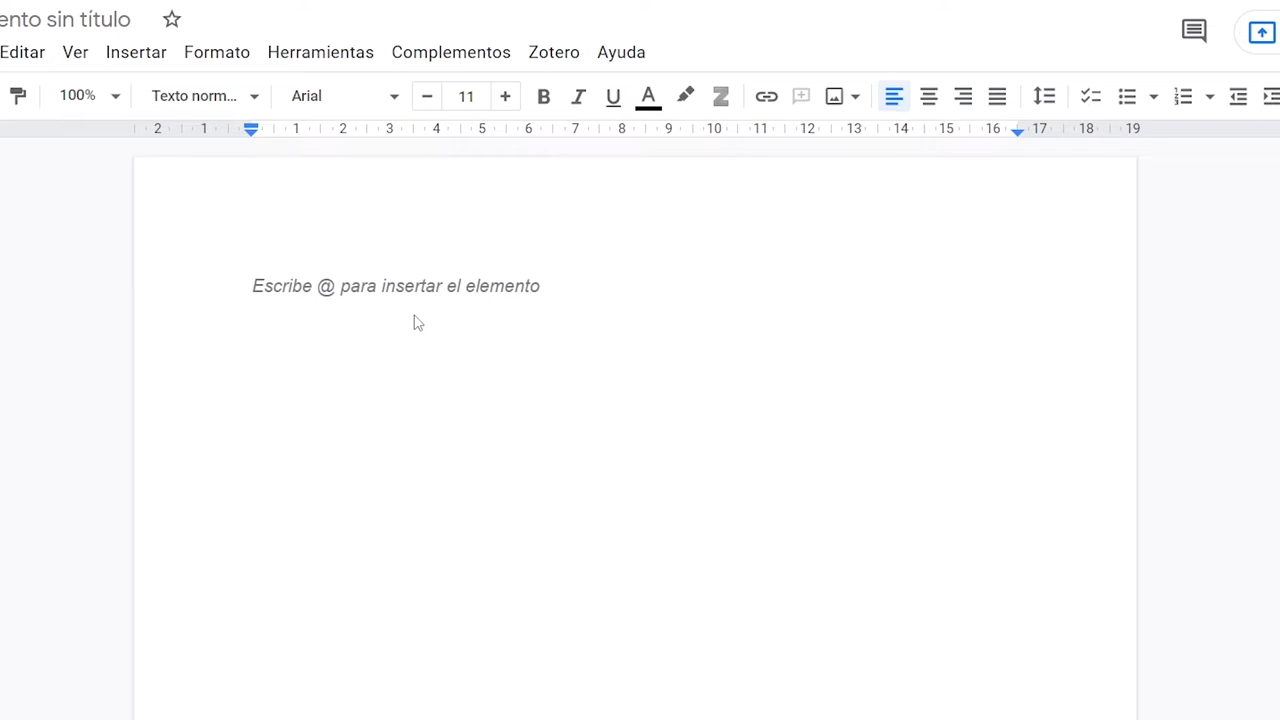 ento sin título
Editar Ver Insertar Formato Herramientas Complementos Zotero Ayuda
100% Texto norm... Arial − 11 + B I U A Z
2 1 1 2 3 4 5 6 7 8 9 10 11 12 13 14 15 16 17 18 19
Escribe @ para insertar el elemento